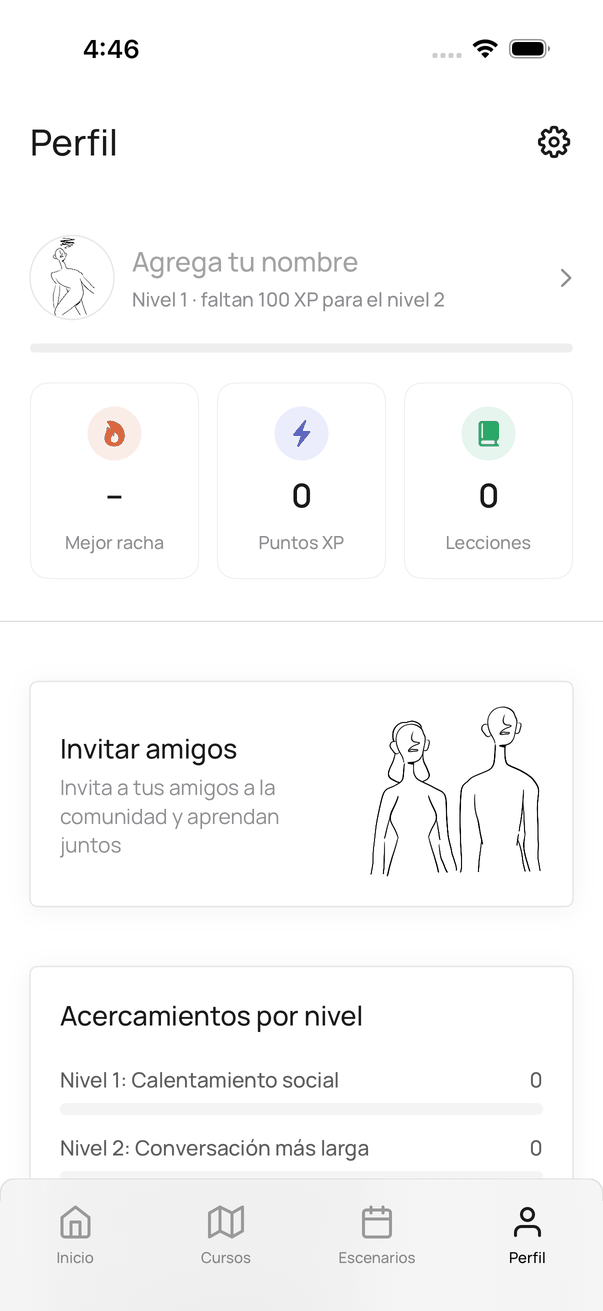 4:46
Perfil
Agrega tu nombre
Nivel 1 · faltan 100 XP para el nivel 2
–
0
0
Mejor racha
Puntos XP
Lecciones
Invitar amigos
Invita a tus amigos a la
comunidad y aprendan
juntos
Acercamientos por nivel
Nivel 1: Calentamiento social 0
Nivel 2: Conversación más larga 0
Inicio
Cursos
Escenarios
Perfil